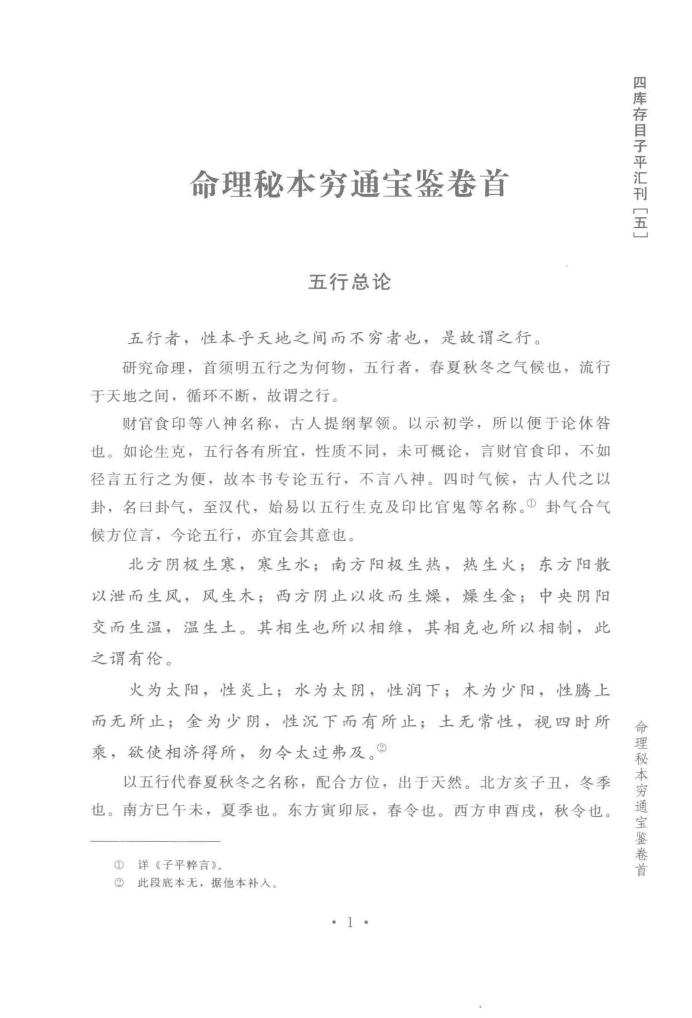 四库存目子平汇刊[五]
命理秘本穷通宝鉴卷首
五行总论
五行者，性本乎天地之间而不穷者也，是故谓之行。
研究命理，首须明五行之为何物，五行者，春夏秋冬之气候也，流行
于天地之间，循环不断，故谓之行。
财官食印等八神名称，古人提纲挈领。以示初学，所以便于论休咎
也。如论生克，五行各有所宜，性质不同，未可概论，言财官食印，不如
径言五行之为便，故本书专论五行，不言八神。四时气候，古人代之以
卦，名曰卦气，至汉代，始易以五行生克及印比官鬼等名称。① 卦气合气
候方位言，今论五行，亦宜会其意也。
北方阴极生寒，寒生水；南方阳极生热，热生火；东方阳散
以泄而生风，风生木；西方阴止以收而生燥，燥生金；中央阴阳
交而生温，温生土。其相生也所以相维，其相克也所以相制，此
之谓有伦。
火为太阳，性炎上；水为太阴，性润下；木为少阳，性腾上
而无所止；金为少阴，性沉下而有所止；土无常性，视四时所
乘，欲使相济得所，勿令太过弗及。②
以五行代春夏秋冬之名称，配合方位，出于天然。北方亥子丑，冬季
也。南方巳午未，夏季也。东方寅卯辰，春令也。西方申酉戌，秋令也。
① 详《子平粹言》。
② 此段底本无，据他本补入。
命理秘本穷通宝鉴卷首
• 1 •